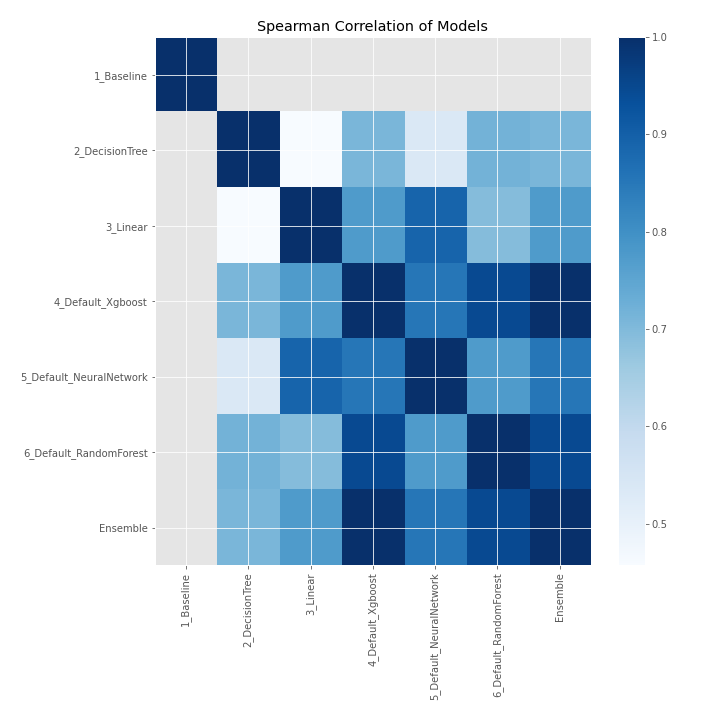 Spearman Correlation of Models
1_Baseline
2_DecisionTree
3_Linear
4_Default_Xgboost
5_Default_NeuralNetwork
6_Default_RandomForest
Ensemble
1_Baseline
2_DecisionTree
3_Linear
4_Default_Xgboost
5_Default_NeuralNetwork
6_Default_RandomForest
Ensemble
1.0
0.9
0.8
0.7
0.6
0.5